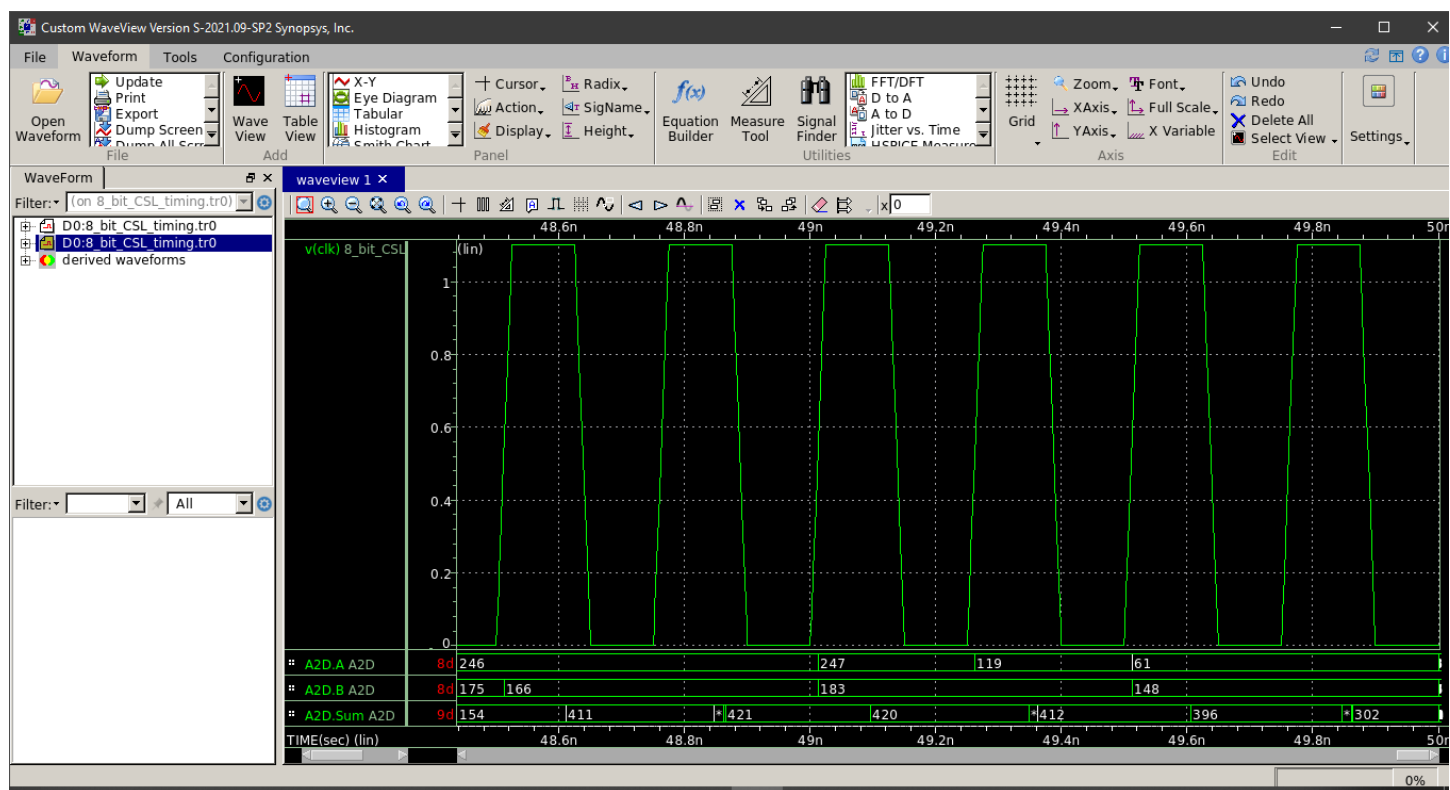 Custom WaveView Version S-2021.09-SP2 Synopsys, Inc.
File Waveform Tools Configuration
Open Waveform
Update
Print
Export
Dump Screen
File
Wave View
Table View
Add
X-Y
Eye Diagram
Tabular
Histogram
Smith Chart
Cursor
Action
Display
Radix
SigName
Height
Panel
f(x)
Equation Builder
Measure Tool
Signal Finder
FFT/DFT
D to A
A to D
Jitter vs. Time
HSPICE Measure
Utilities
Grid
Zoom
XAxis
YAxis
Font
Full Scale
X Variable
Axis
Undo
Redo
Delete All
Select View
Edit
Settings
WaveForm
Filter: (on 8_bit_CSL_timing.tr0)
D0:8_bit_CSL_timing.tr0
D0:8_bit_CSL_timing.tr0
derived waveforms
Filter: All
waveview 1
x 0
48.6n 48.8n 49n 49.2n 49.4n 49.6n 49.8n
v(clk) 8_bit_CSL
(lin)
1
0.8
0.6
0.4
0.2
0
A2D.A A2D 8d 246 247 119 61
A2D.B A2D 8d 175 166 183 148
A2D.Sum A2D 9d 154 411 * 421 420 *412 396 * 302
TIME(sec) (lin) 48.6n 48.8n 49n 49.2n 49.4n 49.6n 49.8n
0%